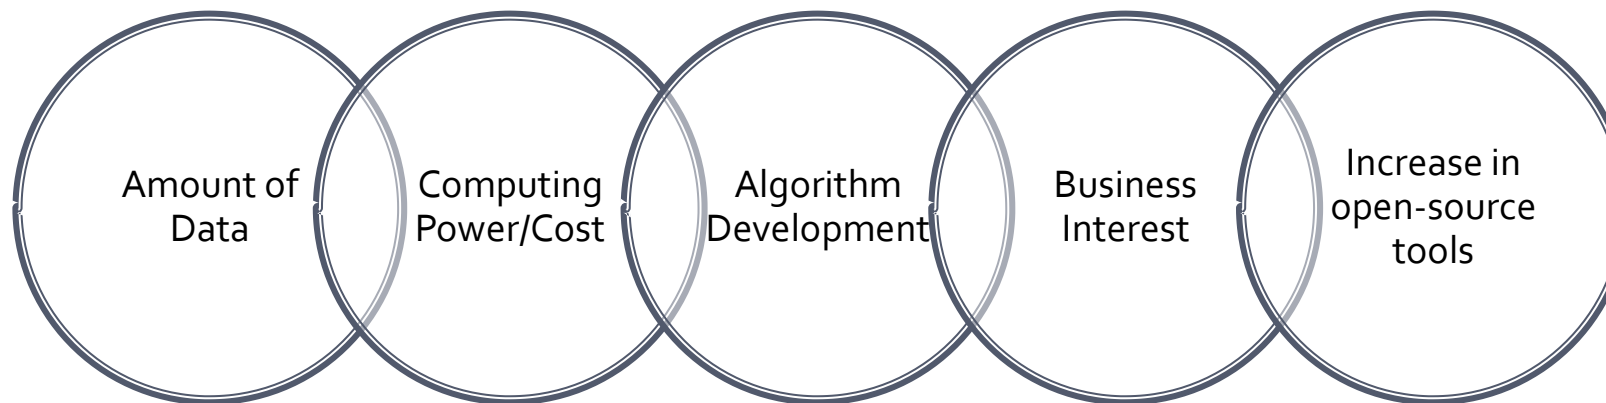 Amount of
Data
Computing
Power/Cost
Algorithm
Development
Business
Interest
Increase in
open-source
tools